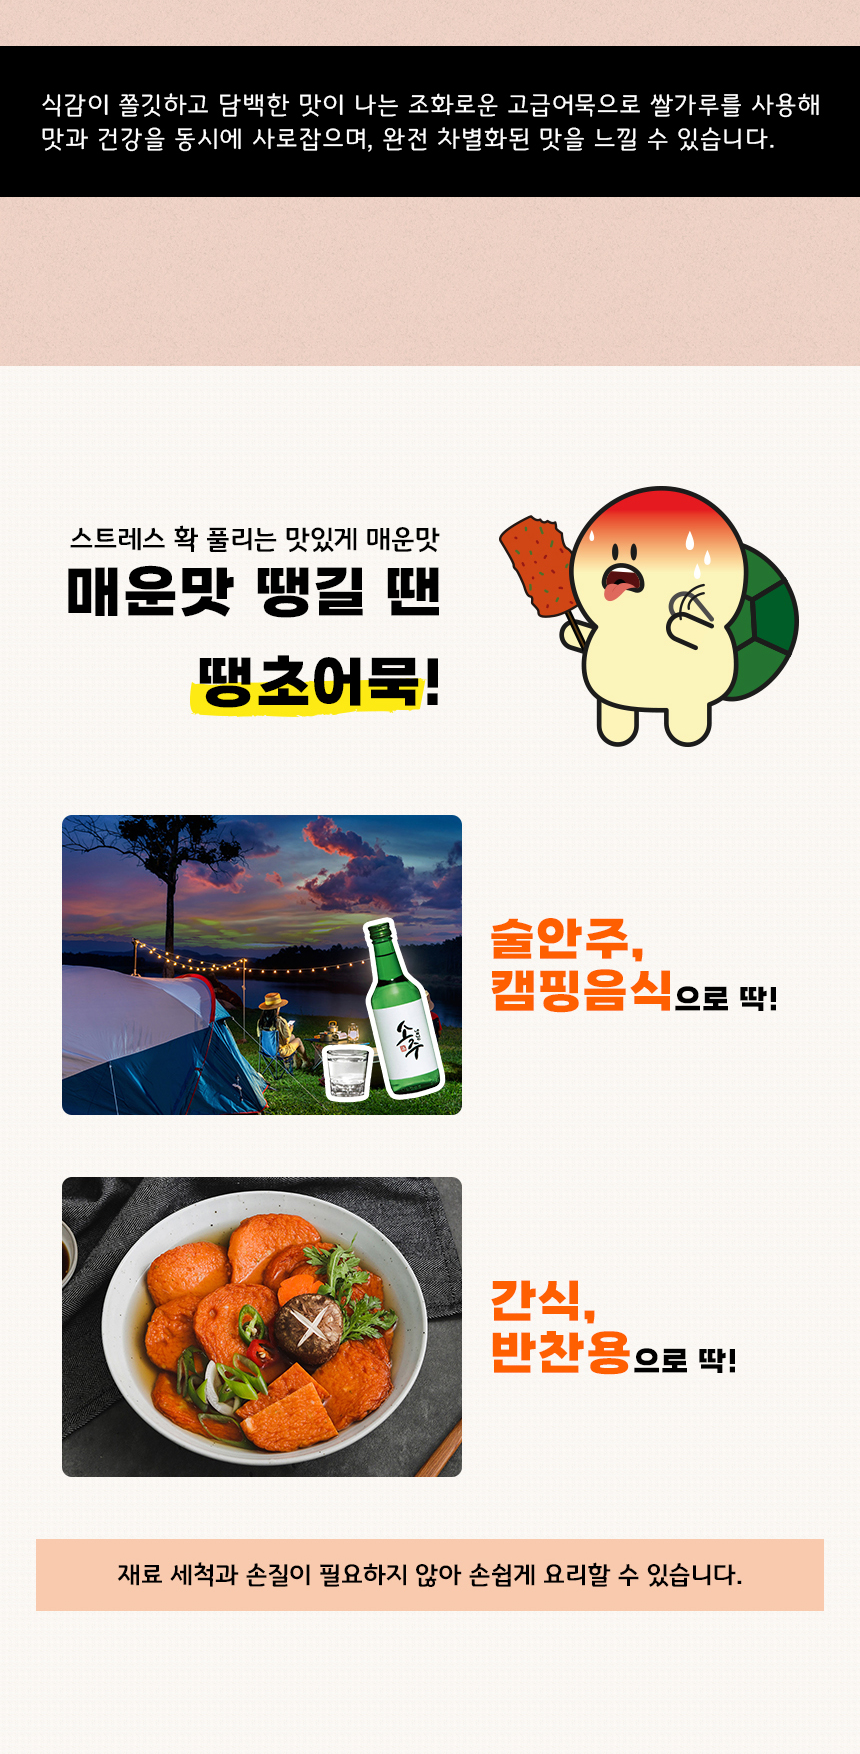 식감이 쫄깃하고 담백한 맛이 나는 조화로운 고급어묵으로 쌀가루를 사용해
맛과 건강을 동시에 사로잡으며, 완전 차별화된 맛을 느낄 수 있습니다.
스트레스 확 풀리는 맛있게 매운맛
매운맛 땡길 땐
땡초어묵!
소주
술안주,
캠핑음식으로 딱!
간식,
반찬용으로 딱!
재료 세척과 손질이 필요하지 않아 손쉽게 요리할 수 있습니다.